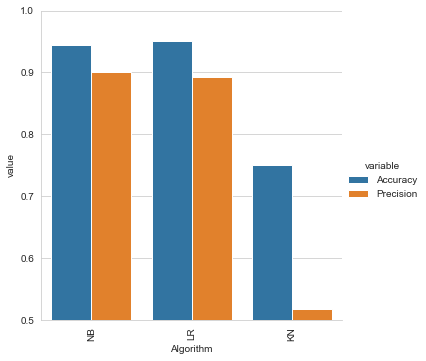 1.0
0.9
0.8
0.7
0.6
0.5
value
NB
LR
KN
Algorithm
variable
Accuracy
Precision